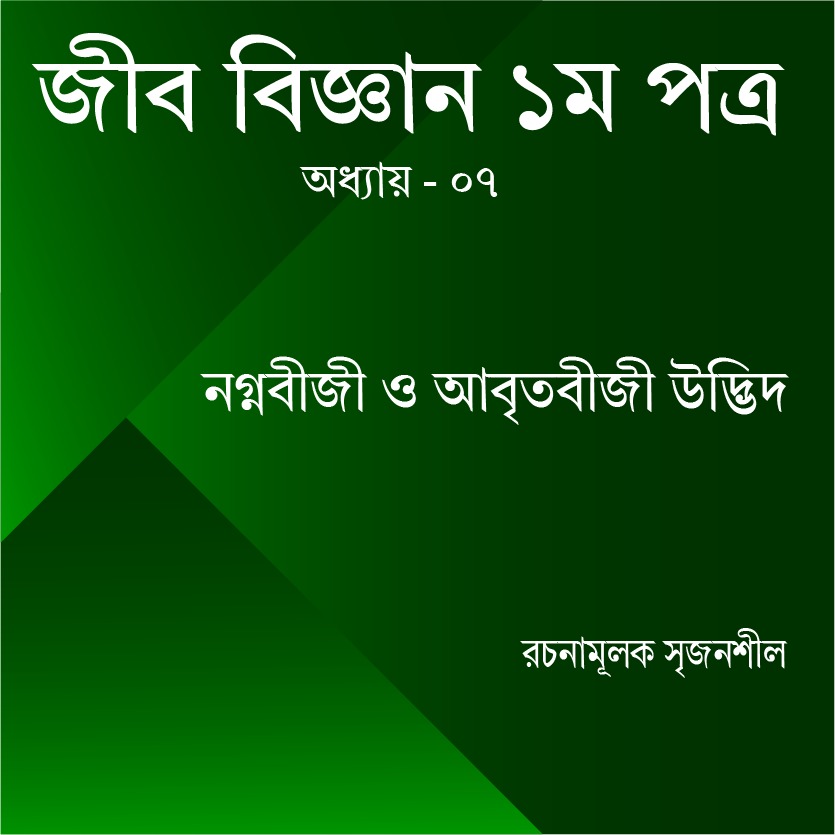 জীব বিজ্ঞান ১ম পত্র
অধ্যায় - ০৭
নগ্নবীজী ও আবৃতবীজী উদ্ভিদ
রচনামূলক সৃজনশীল